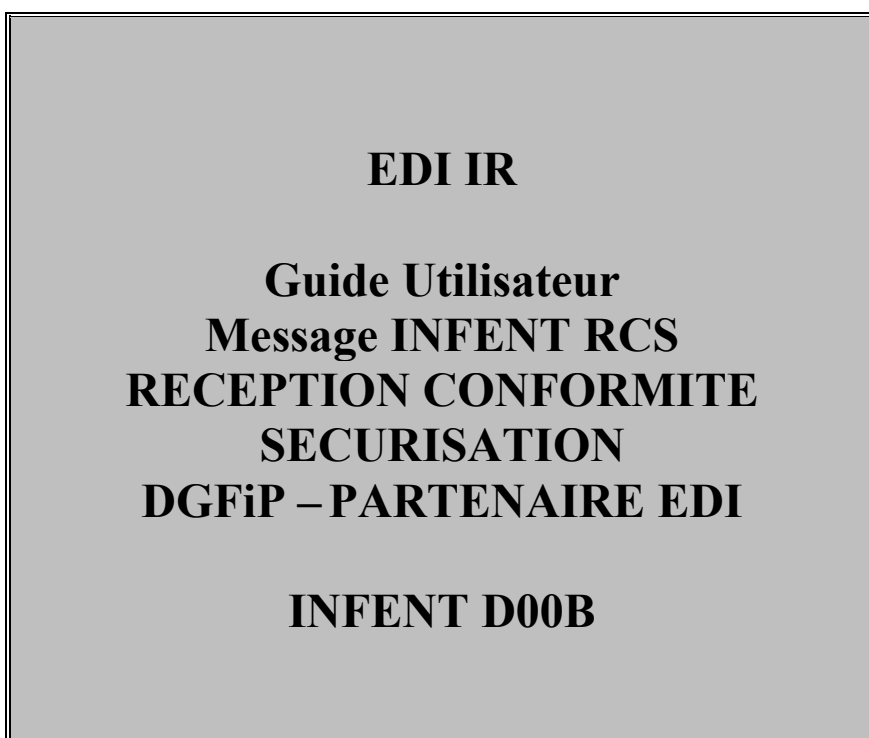 EDI IR
Guide Utilisateur
Message INFENT RCS
RECEPTION CONFORMITE
SECURISATION
DGFiP – PARTENAIRE EDI
INFENT D00B